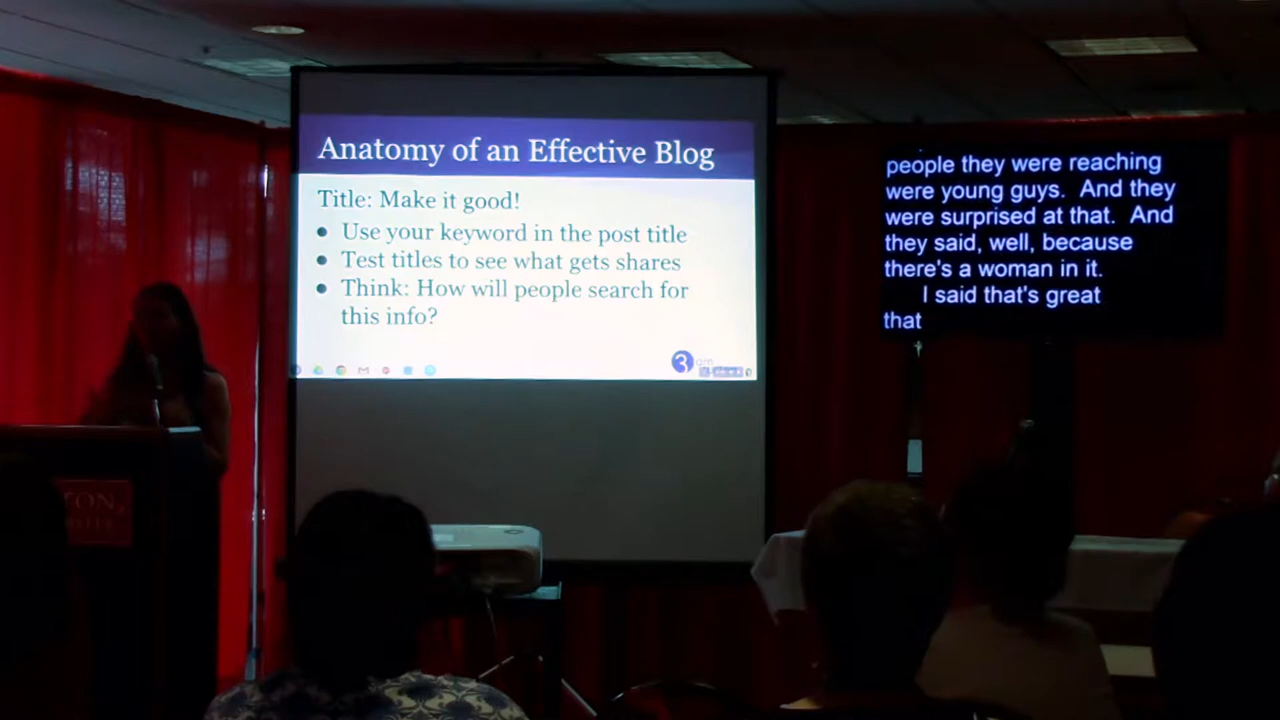 Anatomy of an Effective Blog
Title: Make it good!
● Use your keyword in the post title
● Test titles to see what gets shares
● Think: How will people search for
this info?
3 am
people they were reaching
were young guys. And they
were surprised at that. And
they said, well, because
there's a woman in it.
I said that's great
that